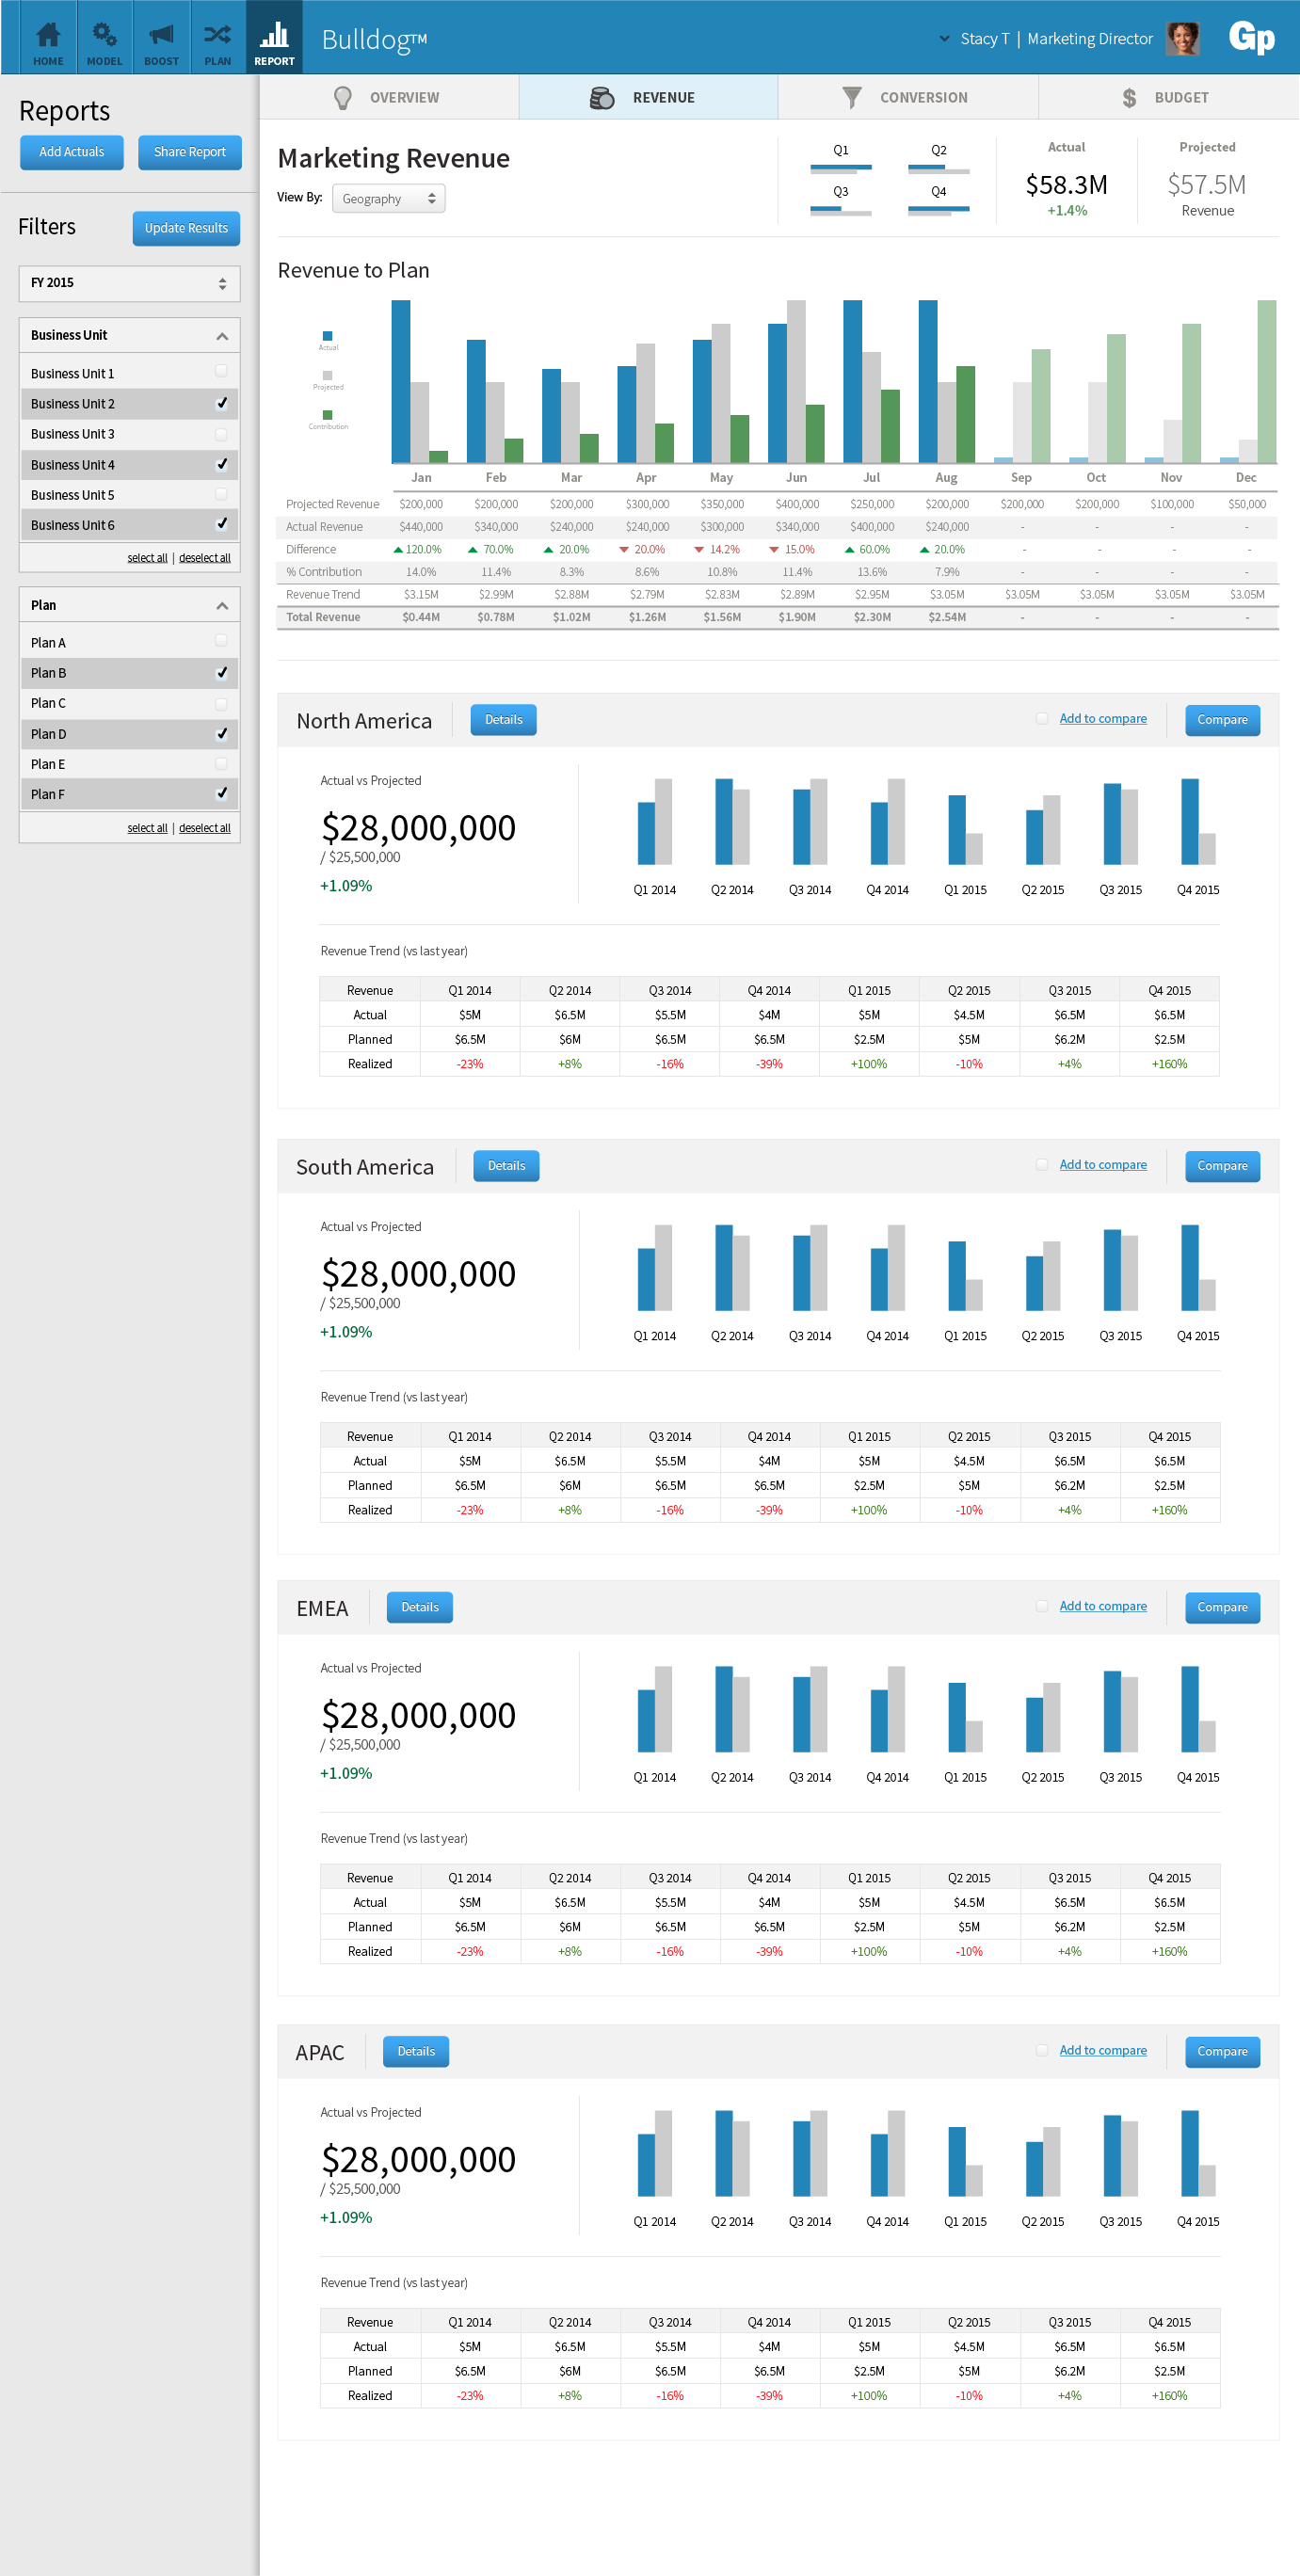 HOME MODEL BOOST PLAN REPORT Bulldog™ Stacy T | Marketing Director Gp
OVERVIEW REVENUE CONVERSION BUDGET
Reports
Add Actuals Share Report
Filters Update Results
FY 2015
Business Unit
Business Unit 1
Business Unit 2
Business Unit 3
Business Unit 4
Business Unit 5
Business Unit 6
select all | deselect all
Plan
Plan A
Plan B
Plan C
Plan D
Plan E
Plan F
select all | deselect all
Marketing Revenue
View By: Geography
Q1 Q2
Q3 Q4
Actual
$58.3M
+1.4%
Projected
$57.5M
Revenue
Revenue to Plan
Actual
Projected
Contribution
Jan Feb Mar Apr May Jun Jul Aug Sep Oct Nov Dec
Projected Revenue $200,000 $200,000 $200,000 $300,000 $350,000 $400,000 $250,000 $200,000 $200,000 $200,000 $100,000 $50,000
Actual Revenue $440,000 $340,000 $240,000 $240,000 $300,000 $340,000 $400,000 $240,000 - - - -
Difference ▲ 120.0% ▲ 70.0% ▲ 20.0% ▼ 20.0% ▼ 14.2% ▼ 15.0% ▲ 60.0% ▲ 20.0% - - - -
% Contribution 14.0% 11.4% 8.3% 8.6% 10.8% 11.4% 13.6% 7.9% - - - -
Revenue Trend $3.15M $2.99M $2.88M $2.79M $2.83M $2.89M $2.95M $3.05M $3.05M $3.05M $3.05M $3.05M
Total Revenue $0.44M $0.78M $1.02M $1.26M $1.56M $1.90M $2.30M $2.54M - - - -
North America Details Add to compare Compare
Actual vs Projected
$28,000,000
/ $25,500,000
+1.09%
Q1 2014 Q2 2014 Q3 2014 Q4 2014 Q1 2015 Q2 2015 Q3 2015 Q4 2015
Revenue Trend (vs last year)
Revenue Q1 2014 Q2 2014 Q3 2014 Q4 2014 Q1 2015 Q2 2015 Q3 2015 Q4 2015
Actual $5M $6.5M $5.5M $4M $5M $4.5M $6.5M $6.5M
Planned $6.5M $6M $6.5M $6.5M $2.5M $5M $6.2M $2.5M
Realized -23% +8% -16% -39% +100% -10% +4% +160%
South America Details Add to compare Compare
Actual vs Projected
$28,000,000
/ $25,500,000
+1.09%
Q1 2014 Q2 2014 Q3 2014 Q4 2014 Q1 2015 Q2 2015 Q3 2015 Q4 2015
Revenue Trend (vs last year)
Revenue Q1 2014 Q2 2014 Q3 2014 Q4 2014 Q1 2015 Q2 2015 Q3 2015 Q4 2015
Actual $5M $6.5M $5.5M $4M $5M $4.5M $6.5M $6.5M
Planned $6.5M $6M $6.5M $6.5M $2.5M $5M $6.2M $2.5M
Realized -23% +8% -16% -39% +100% -10% +4% +160%
EMEA Details Add to compare Compare
Actual vs Projected
$28,000,000
/ $25,500,000
+1.09%
Q1 2014 Q2 2014 Q3 2014 Q4 2014 Q1 2015 Q2 2015 Q3 2015 Q4 2015
Revenue Trend (vs last year)
Revenue Q1 2014 Q2 2014 Q3 2014 Q4 2014 Q1 2015 Q2 2015 Q3 2015 Q4 2015
Actual $5M $6.5M $5.5M $4M $5M $4.5M $6.5M $6.5M
Planned $6.5M $6M $6.5M $6.5M $2.5M $5M $6.2M $2.5M
Realized -23% +8% -16% -39% +100% -10% +4% +160%
APAC Details Add to compare Compare
Actual vs Projected
$28,000,000
/ $25,500,000
+1.09%
Q1 2014 Q2 2014 Q3 2014 Q4 2014 Q1 2015 Q2 2015 Q3 2015 Q4 2015
Revenue Trend (vs last year)
Revenue Q1 2014 Q2 2014 Q3 2014 Q4 2014 Q1 2015 Q2 2015 Q3 2015 Q4 2015
Actual $5M $6.5M $5.5M $4M $5M $4.5M $6.5M $6.5M
Planned $6.5M $6M $6.5M $6.5M $2.5M $5M $6.2M $2.5M
Realized -23% +8% -16% -39% +100% -10% +4% +160%